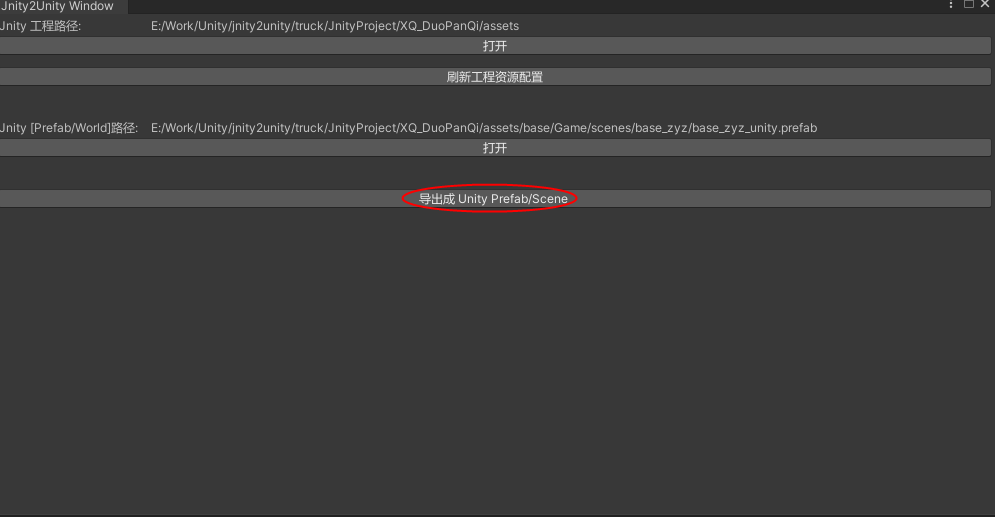 Jnity2Unity Window
Jnity 工程路径: E:/Work/Unity/jnity2unity/truck/JnityProject/XQ_DuoPanQi/assets
打开
刷新工程资源配置
Jnity [Prefab/World]路径: E:/Work/Unity/jnity2unity/truck/JnityProject/XQ_DuoPanQi/assets/base/Game/scenes/base_zyz/base_zyz_unity.prefab
打开
导出成 Unity Prefab/Scene